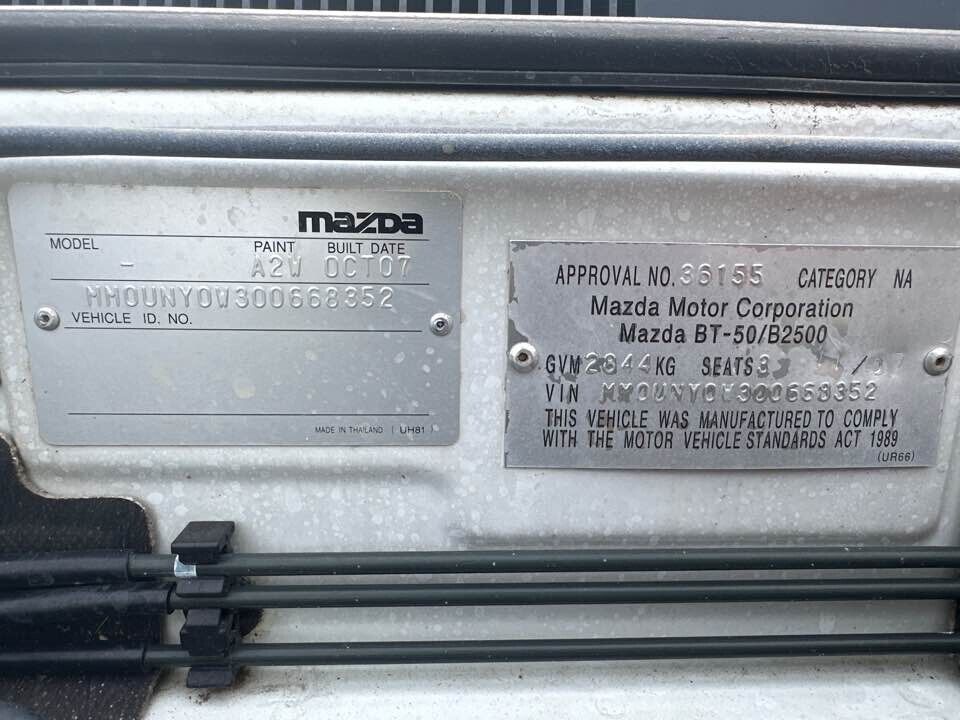 mazda
MODEL PAINT BUILT DATE
- A2W OCT07
MM0UNY0W300668352
VEHICLE ID. NO.
MADE IN THAILAND ( UH81 )
APPROVAL NO. 36155 CATEGORY NA
Mazda Motor Corporation
Mazda BT-50/B2500
GVM 2844KG SEATS 3
VIN MM0UNY0W300668352
THIS VEHICLE WAS MANUFACTURED TO COMPLY
WITH THE MOTOR VEHICLE STANDARDS ACT 1989
(UR66)